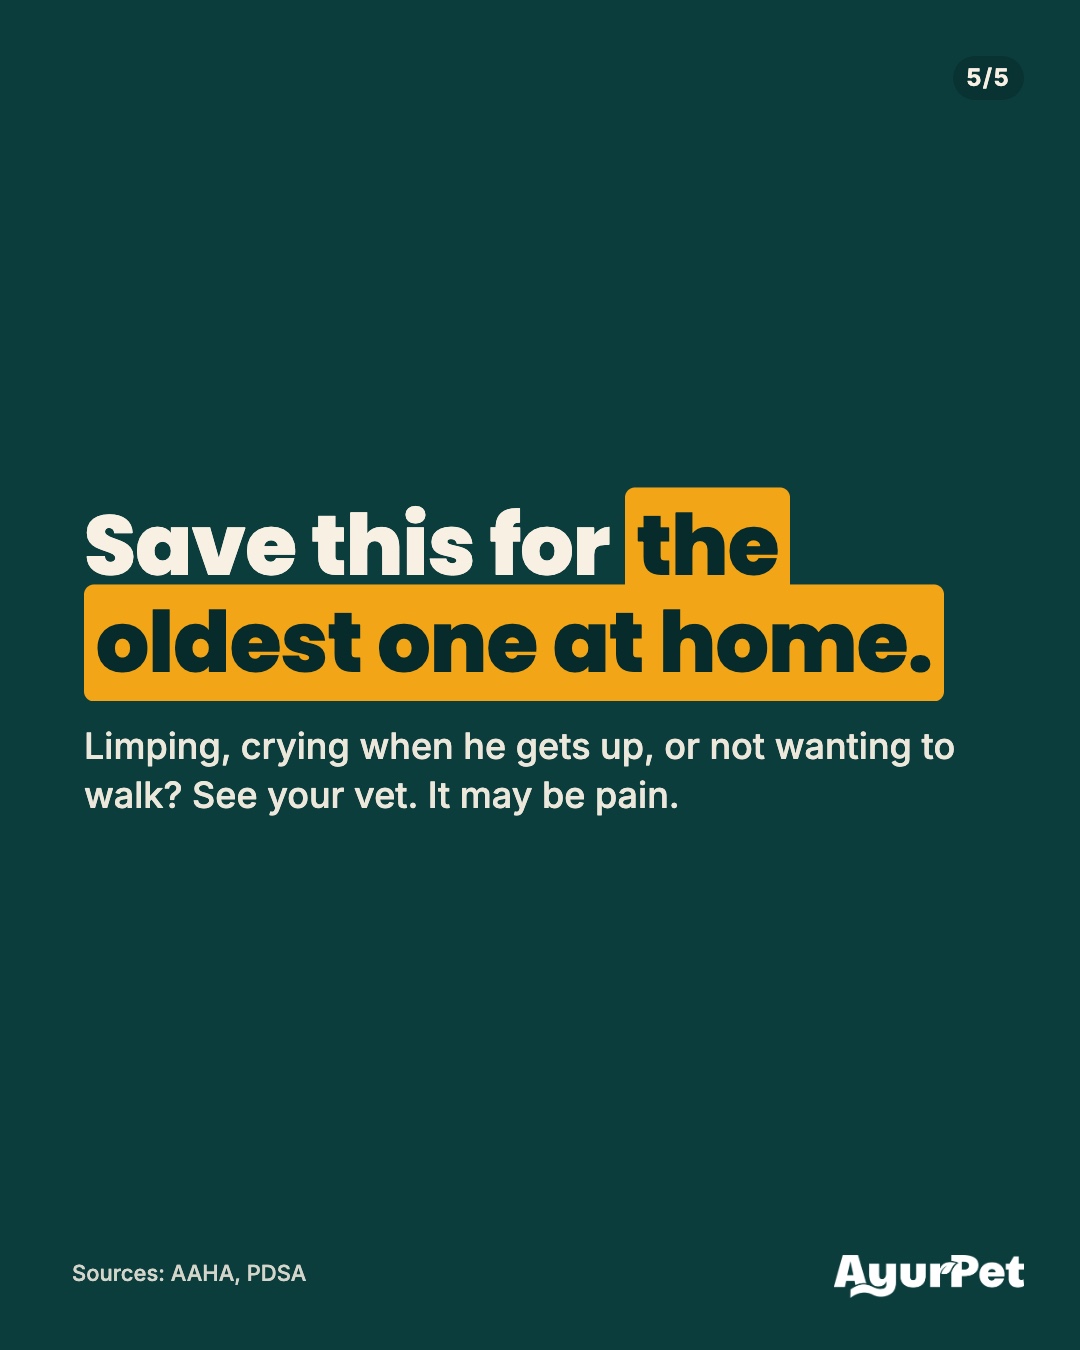 5/5
Save this for the
oldest one at home.
Limping, crying when he gets up, or not wanting to
walk? See your vet. It may be pain.
Sources: AAHA, PDSA
AyurPet